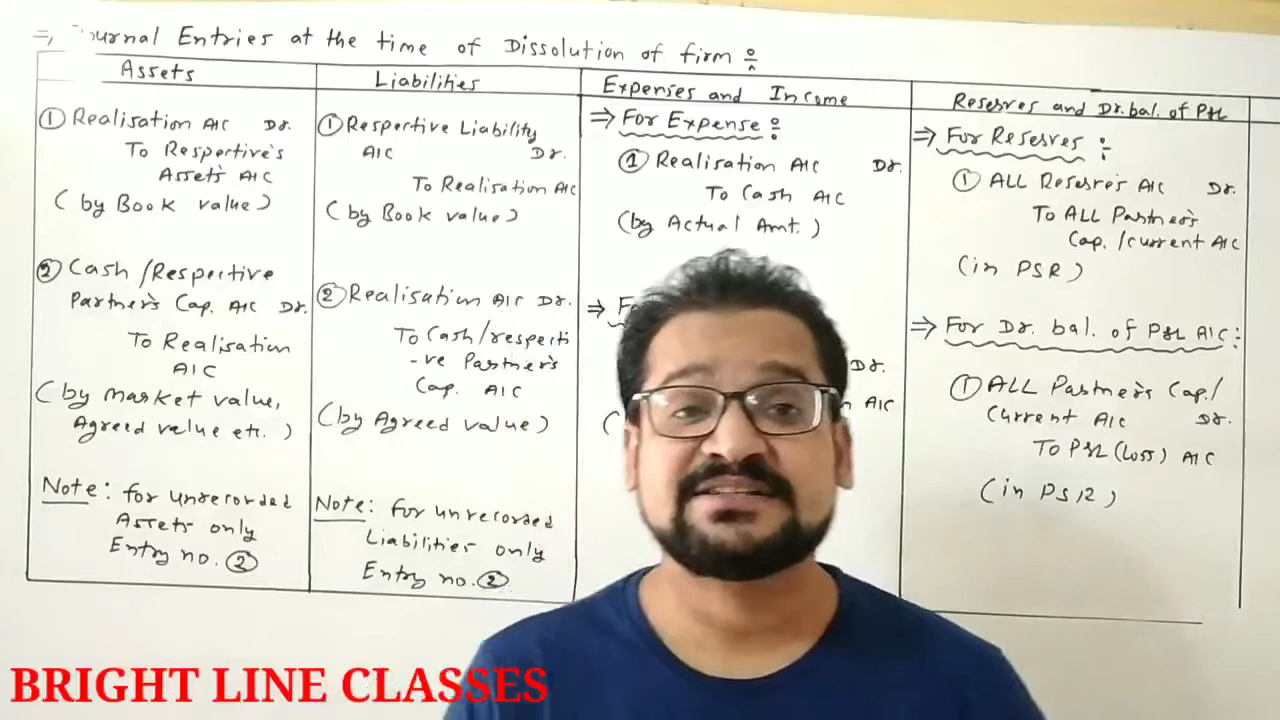 ⇒ Journal Entries at the time of Dissolution of firm :
Assets
① Realisation A/C Dr.
To Respective's
Asset's A/C
(by Book value)
② Cash /Respective
Partner's Cap. A/C Dr.
To Realisation
A/C
(by market value,
Agreed value etc.)
Note: for unrecorded
Assets only
Entry no. ②
Liabilities
① Respective Liability
A/C Dr.
To Realisation A/C
(by Book value)
② Realisation A/C Dr.
To Cash/respecti
-ve Partner's
Cap. A/C
(by Agreed value)
Note: for unrecorded
Liabilities only
Entry no. ②
Expenses and Income
⇒ For Expense :
① Realisation A/C Dr.
To Cash A/C
(by Actual Amt.)
⇒
Dr.
A/C
(
Reserves and Dr. bal. of P&L
⇒ For Reserves :
① ALL Reserve's A/C Dr.
To ALL Partner's
Cap. /current A/C
(in PSR)
⇒ For Dr. bal. of P&L A/C :
① ALL Partner's Cap/
Current A/C Dr.
To P&L (Loss) A/C
(in PSR)
BRIGHT LINE CLASSES